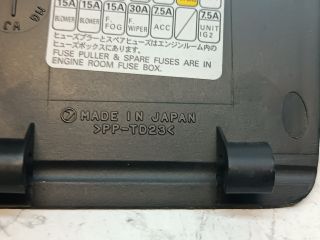 15A 15A 15A 30A 7.5A 7.5A
BLOWER BLOWER F.FOG F.WIPER ACC UNIT IG2
ヒューズプラーとスペアヒューズはエンジンルーム内の
ヒューズボックスにあります。
FUSE PULLER & SPARE FUSES ARE IN
ENGINE ROOM FUSE BOX.
MADE IN JAPAN
>PP-TD23<